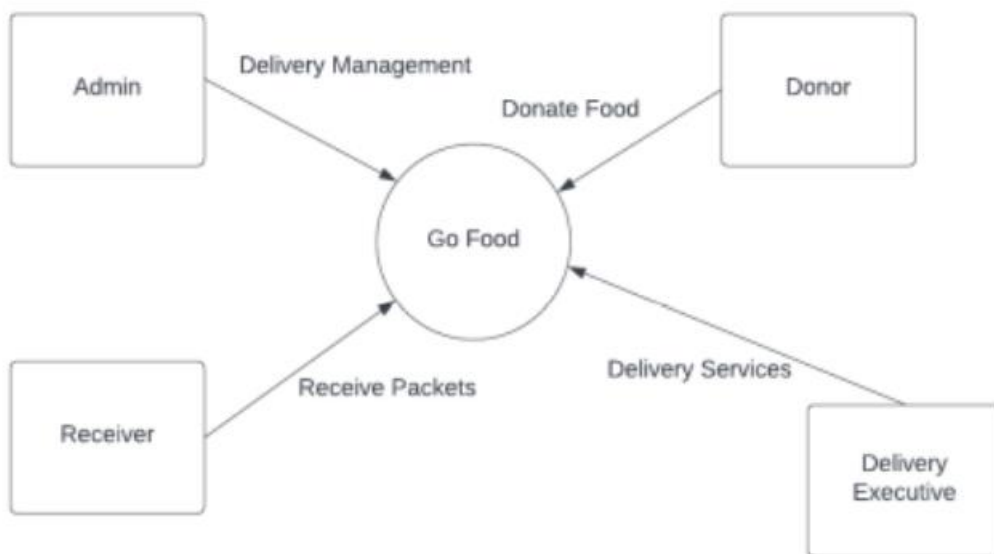 Admin
Delivery Management
Donor
Donate Food
Go Food
Receiver
Receive Packets
Delivery Services
Delivery
Executive